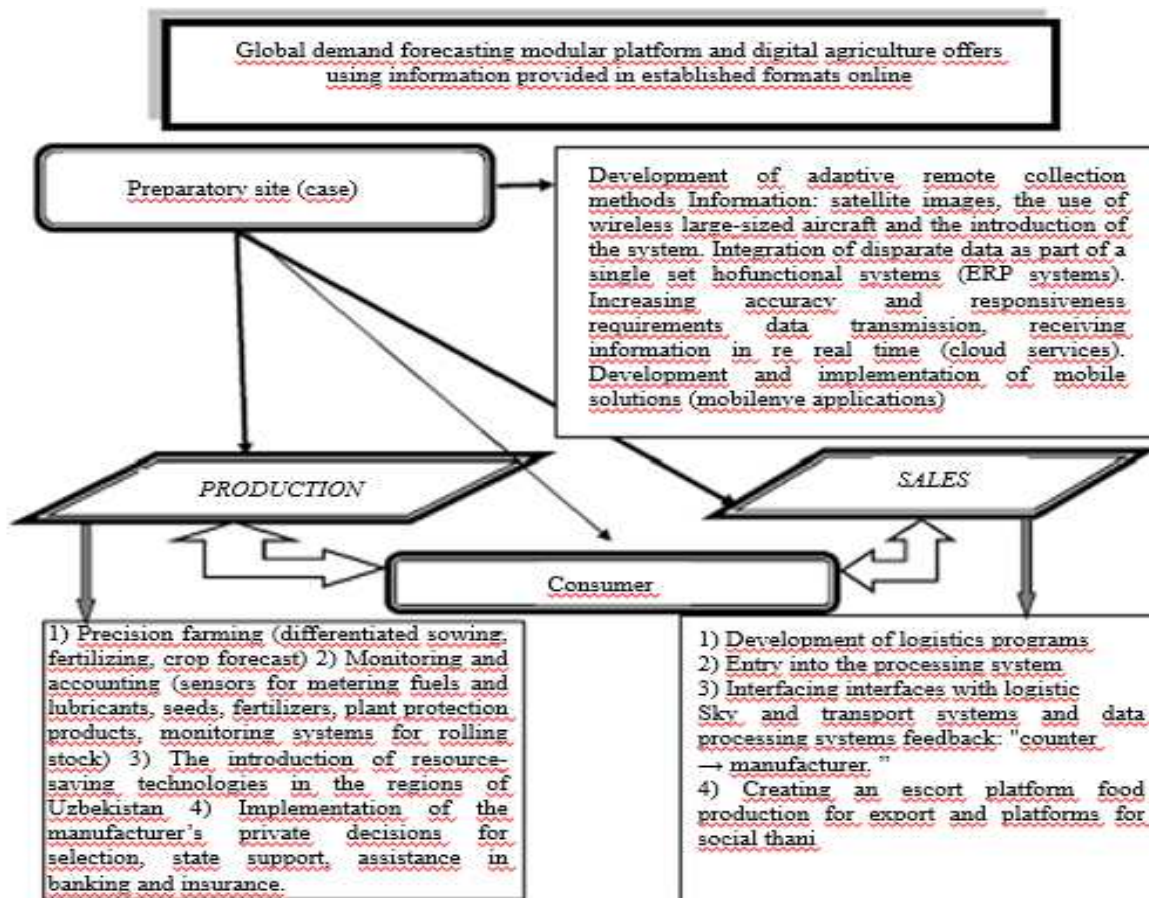 Global demand forecasting modular platform and digital agriculture offers
using information provided in established formats online
Preparatory site (case)
Development of adaptive remote collection
methods Information: satellite images, the use of
wireless large-sized aircraft and the introduction of
the system. Integration of disparate data as part of a
single set hofunctional systems (ERP systems).
Increasing accuracy and responsiveness
requirements data transmission, receiving
information in re real time (cloud services).
Development and implementation of mobile
solutions (mobilenye applications)
PRODUCTION
SALES
Consumer
1) Precision farming (differentiated sowing,
fertilizing, crop forecast) 2) Monitoring and
accounting (sensors for metering fuels and
lubricants, seeds, fertilizers, plant protection
products, monitoring systems for rolling
stock) 3) The introduction of resource-
saving technologies in the regions of
Uzbekistan 4) Implementation of the
manufacturer's private decisions for
selection, state support, assistance in
banking and insurance.
1) Development of logistics programs
2) Entry into the processing system
3) Interfacing interfaces with logistic
Sky and transport systems and data
processing systems feedback: "counter
→ manufacturer. ”
4) Creating an escort platform food
production for export and platforms for
social thani